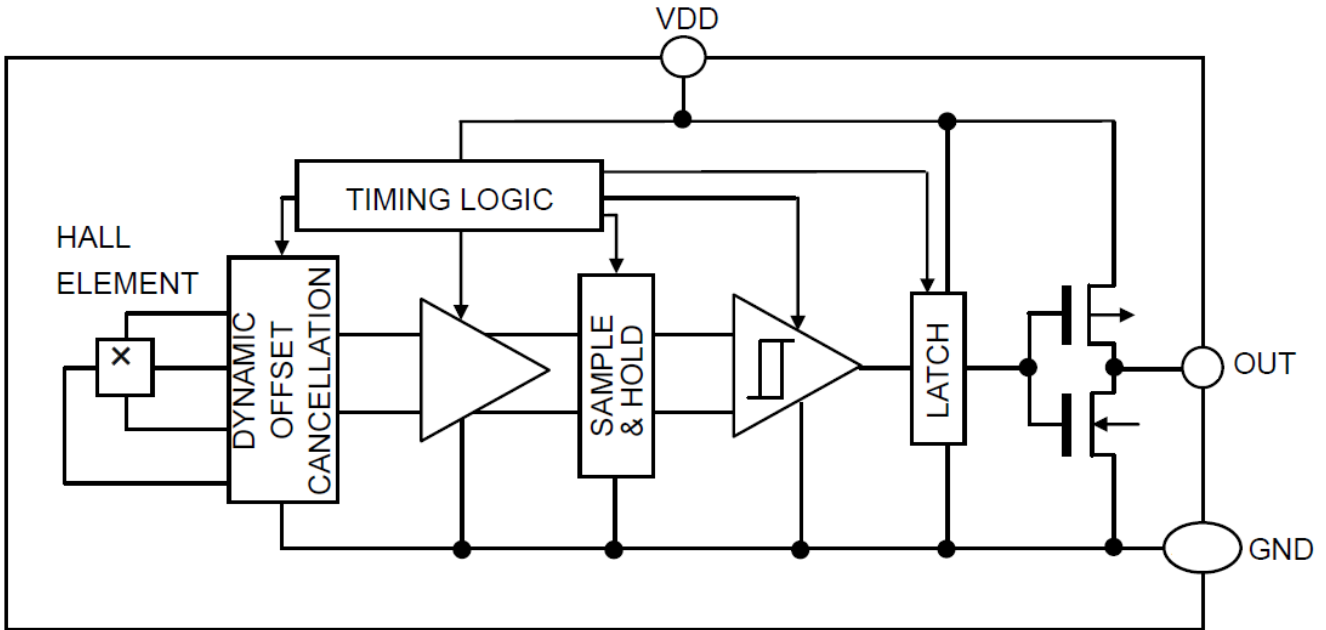 VDD
TIMING LOGIC
HALL
ELEMENT
DYNAMIC
OFFSET
CANCELLATION
×
SAMPLE
& HOLD
LATCH
OUT
GND